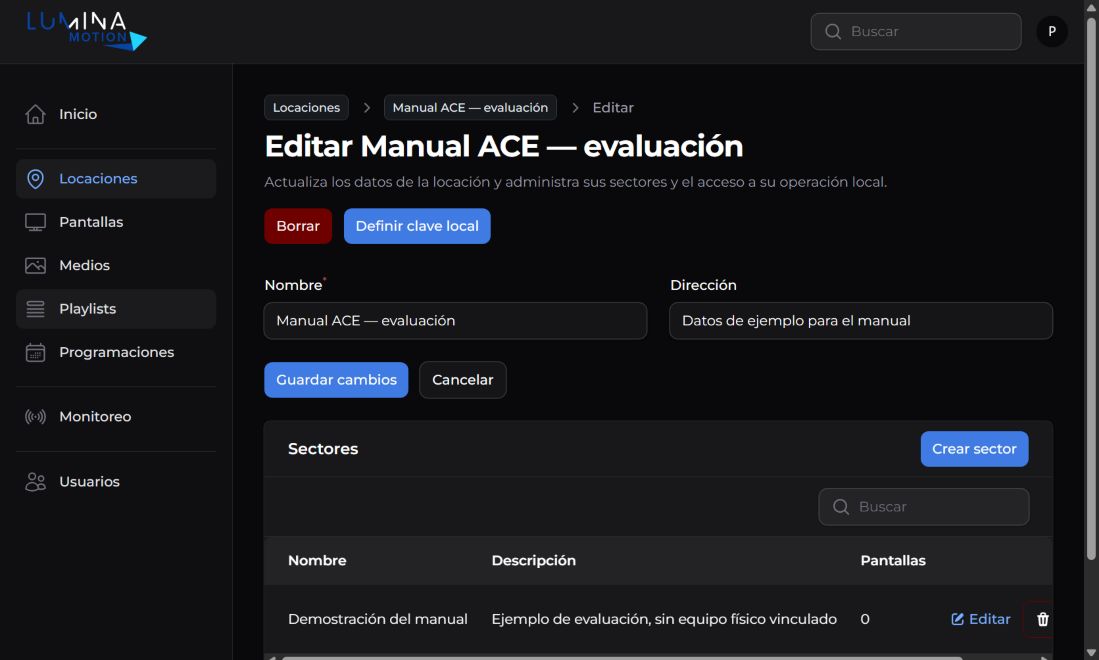 LUMINA
MOTION
Buscar
P
Inicio
Locaciones
Pantallas
Medios
Playlists
Programaciones
Monitoreo
Usuarios
Locaciones > Manual ACE — evaluación > Editar
Editar Manual ACE — evaluación
Actualiza los datos de la locación y administra sus sectores y el acceso a su operación local.
Borrar Definir clave local
Nombre* Dirección
Manual ACE — evaluación Datos de ejemplo para el manual
Guardar cambios Cancelar
Sectores Crear sector
Buscar
Nombre Descripción Pantallas
Demostración del manual Ejemplo de evaluación, sin equipo físico vinculado 0 Editar